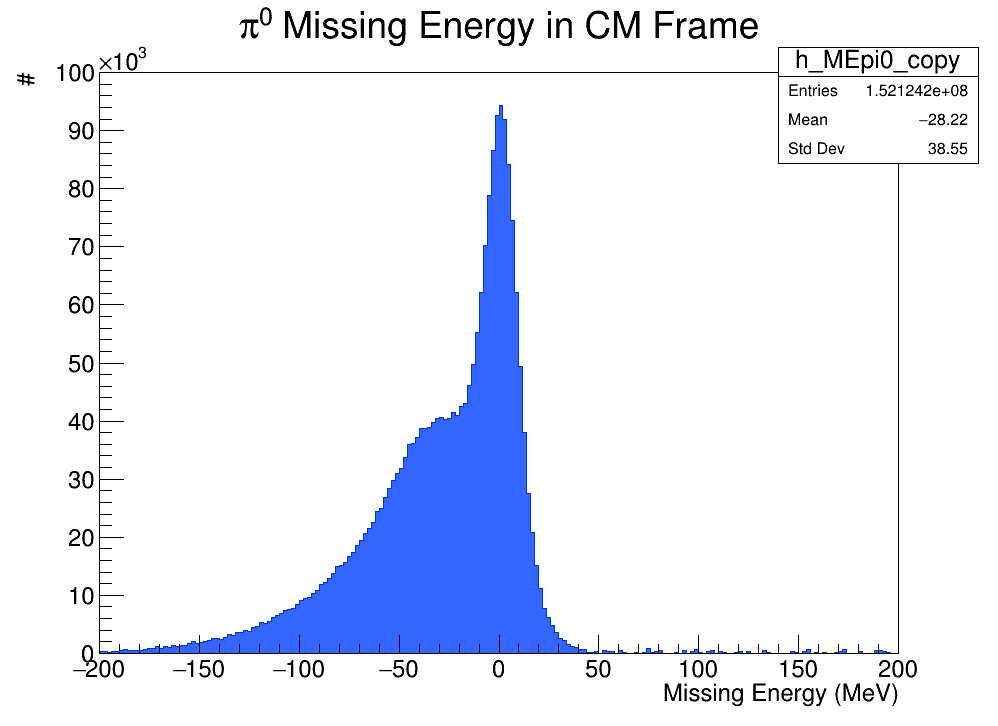 π⁰ Missing Energy in CM Frame
×10³
#
h_MEpi0_copy
Entries 1.521242e+08
Mean −28.22
Std Dev 38.55
100
90
80
70
60
50
40
30
20
10
0
−200 −150 −100 −50 0 50 100 150 200
Missing Energy (MeV)